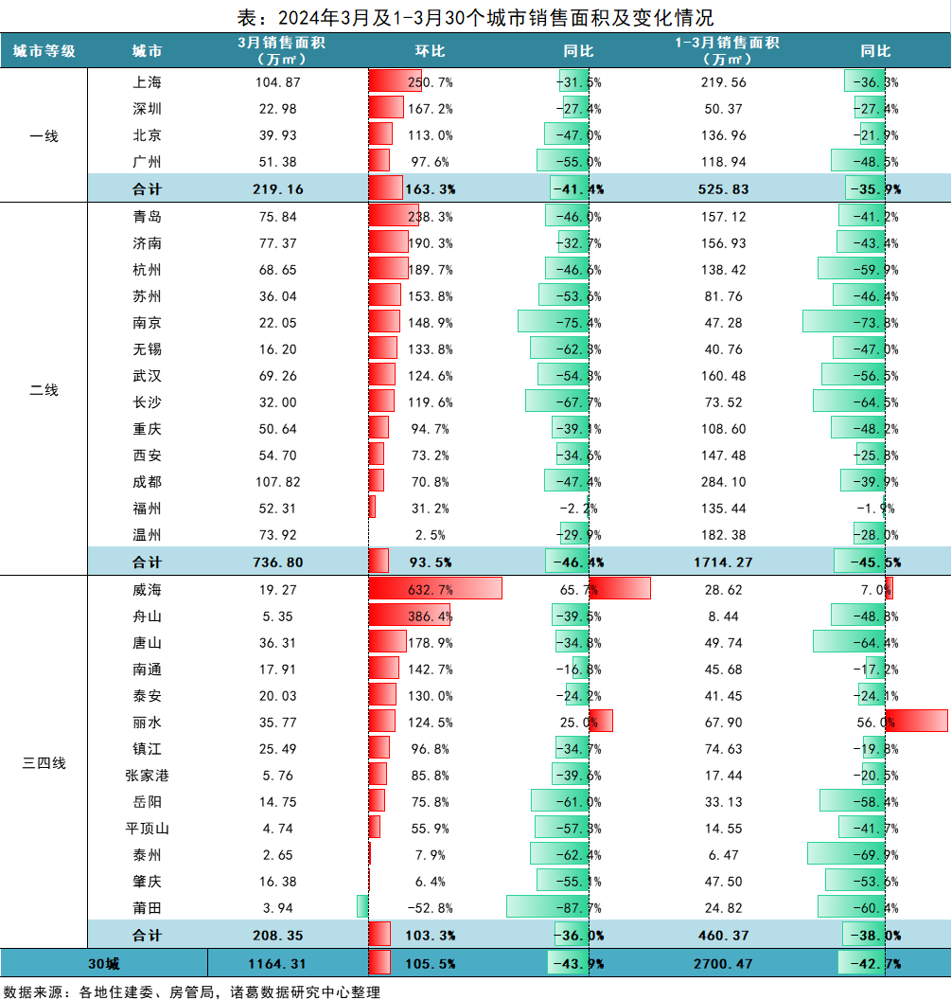 表：2024年3月及1-3月30个城市销售面积及变化情况
城市等级 城市 3月销售面积（万㎡） 环比 同比 1-3月销售面积（万㎡） 同比
一线
上海 104.87 250.7% -31.5% 219.56 -36.3%
深圳 22.98 167.2% -27.4% 50.37 -27.4%
北京 39.93 113.0% -47.0% 136.96 -21.9%
广州 51.38 97.6% -55.0% 118.94 -48.5%
合计 219.16 163.3% -41.4% 525.83 -35.9%
二线
青岛 75.84 238.3% -46.0% 157.12 -41.2%
济南 77.37 190.3% -32.7% 156.93 -43.4%
杭州 68.65 189.7% -46.6% 138.42 -59.9%
苏州 36.04 153.8% -53.6% 81.76 -46.4%
南京 22.05 148.9% -75.4% 47.28 -73.8%
无锡 16.20 133.8% -62.3% 40.76 -47.0%
武汉 69.26 124.6% -54.3% 160.48 -56.5%
长沙 32.00 119.6% -67.7% 73.52 -64.5%
重庆 50.64 94.7% -39.1% 108.60 -48.2%
西安 54.70 73.2% -34.6% 147.48 -25.8%
成都 107.82 70.8% -47.4% 284.10 -39.9%
福州 52.31 31.2% -2.2% 135.44 -1.9%
温州 73.92 2.5% -29.9% 182.38 -28.0%
合计 736.80 93.5% -46.4% 1714.27 -45.5%
三四线
威海 19.27 632.7% 65.7% 28.62 7.0%
舟山 5.35 386.4% -39.5% 8.44 -48.8%
唐山 36.31 178.9% -34.8% 49.74 -64.4%
南通 17.91 142.7% -16.8% 45.68 -17.2%
泰安 20.03 130.0% -24.2% 41.45 -24.1%
丽水 35.77 124.5% 25.0% 67.90 56.0%
镇江 25.49 96.8% -34.7% 74.63 -19.8%
张家港 5.76 85.8% -39.6% 17.44 -20.5%
岳阳 14.75 75.8% -61.0% 33.13 -58.4%
平顶山 4.74 55.9% -57.3% 14.55 -41.7%
泰州 2.65 7.9% -62.4% 6.47 -69.9%
肇庆 16.38 6.4% -55.1% 47.50 -53.6%
莆田 3.94 -52.8% -87.7% 24.82 -60.4%
合计 208.35 103.3% -36.0% 460.37 -38.0%
30城 1164.31 105.5% -43.9% 2700.47 -42.7%
数据来源：各地住建委、房管局，诸葛数据研究中心整理